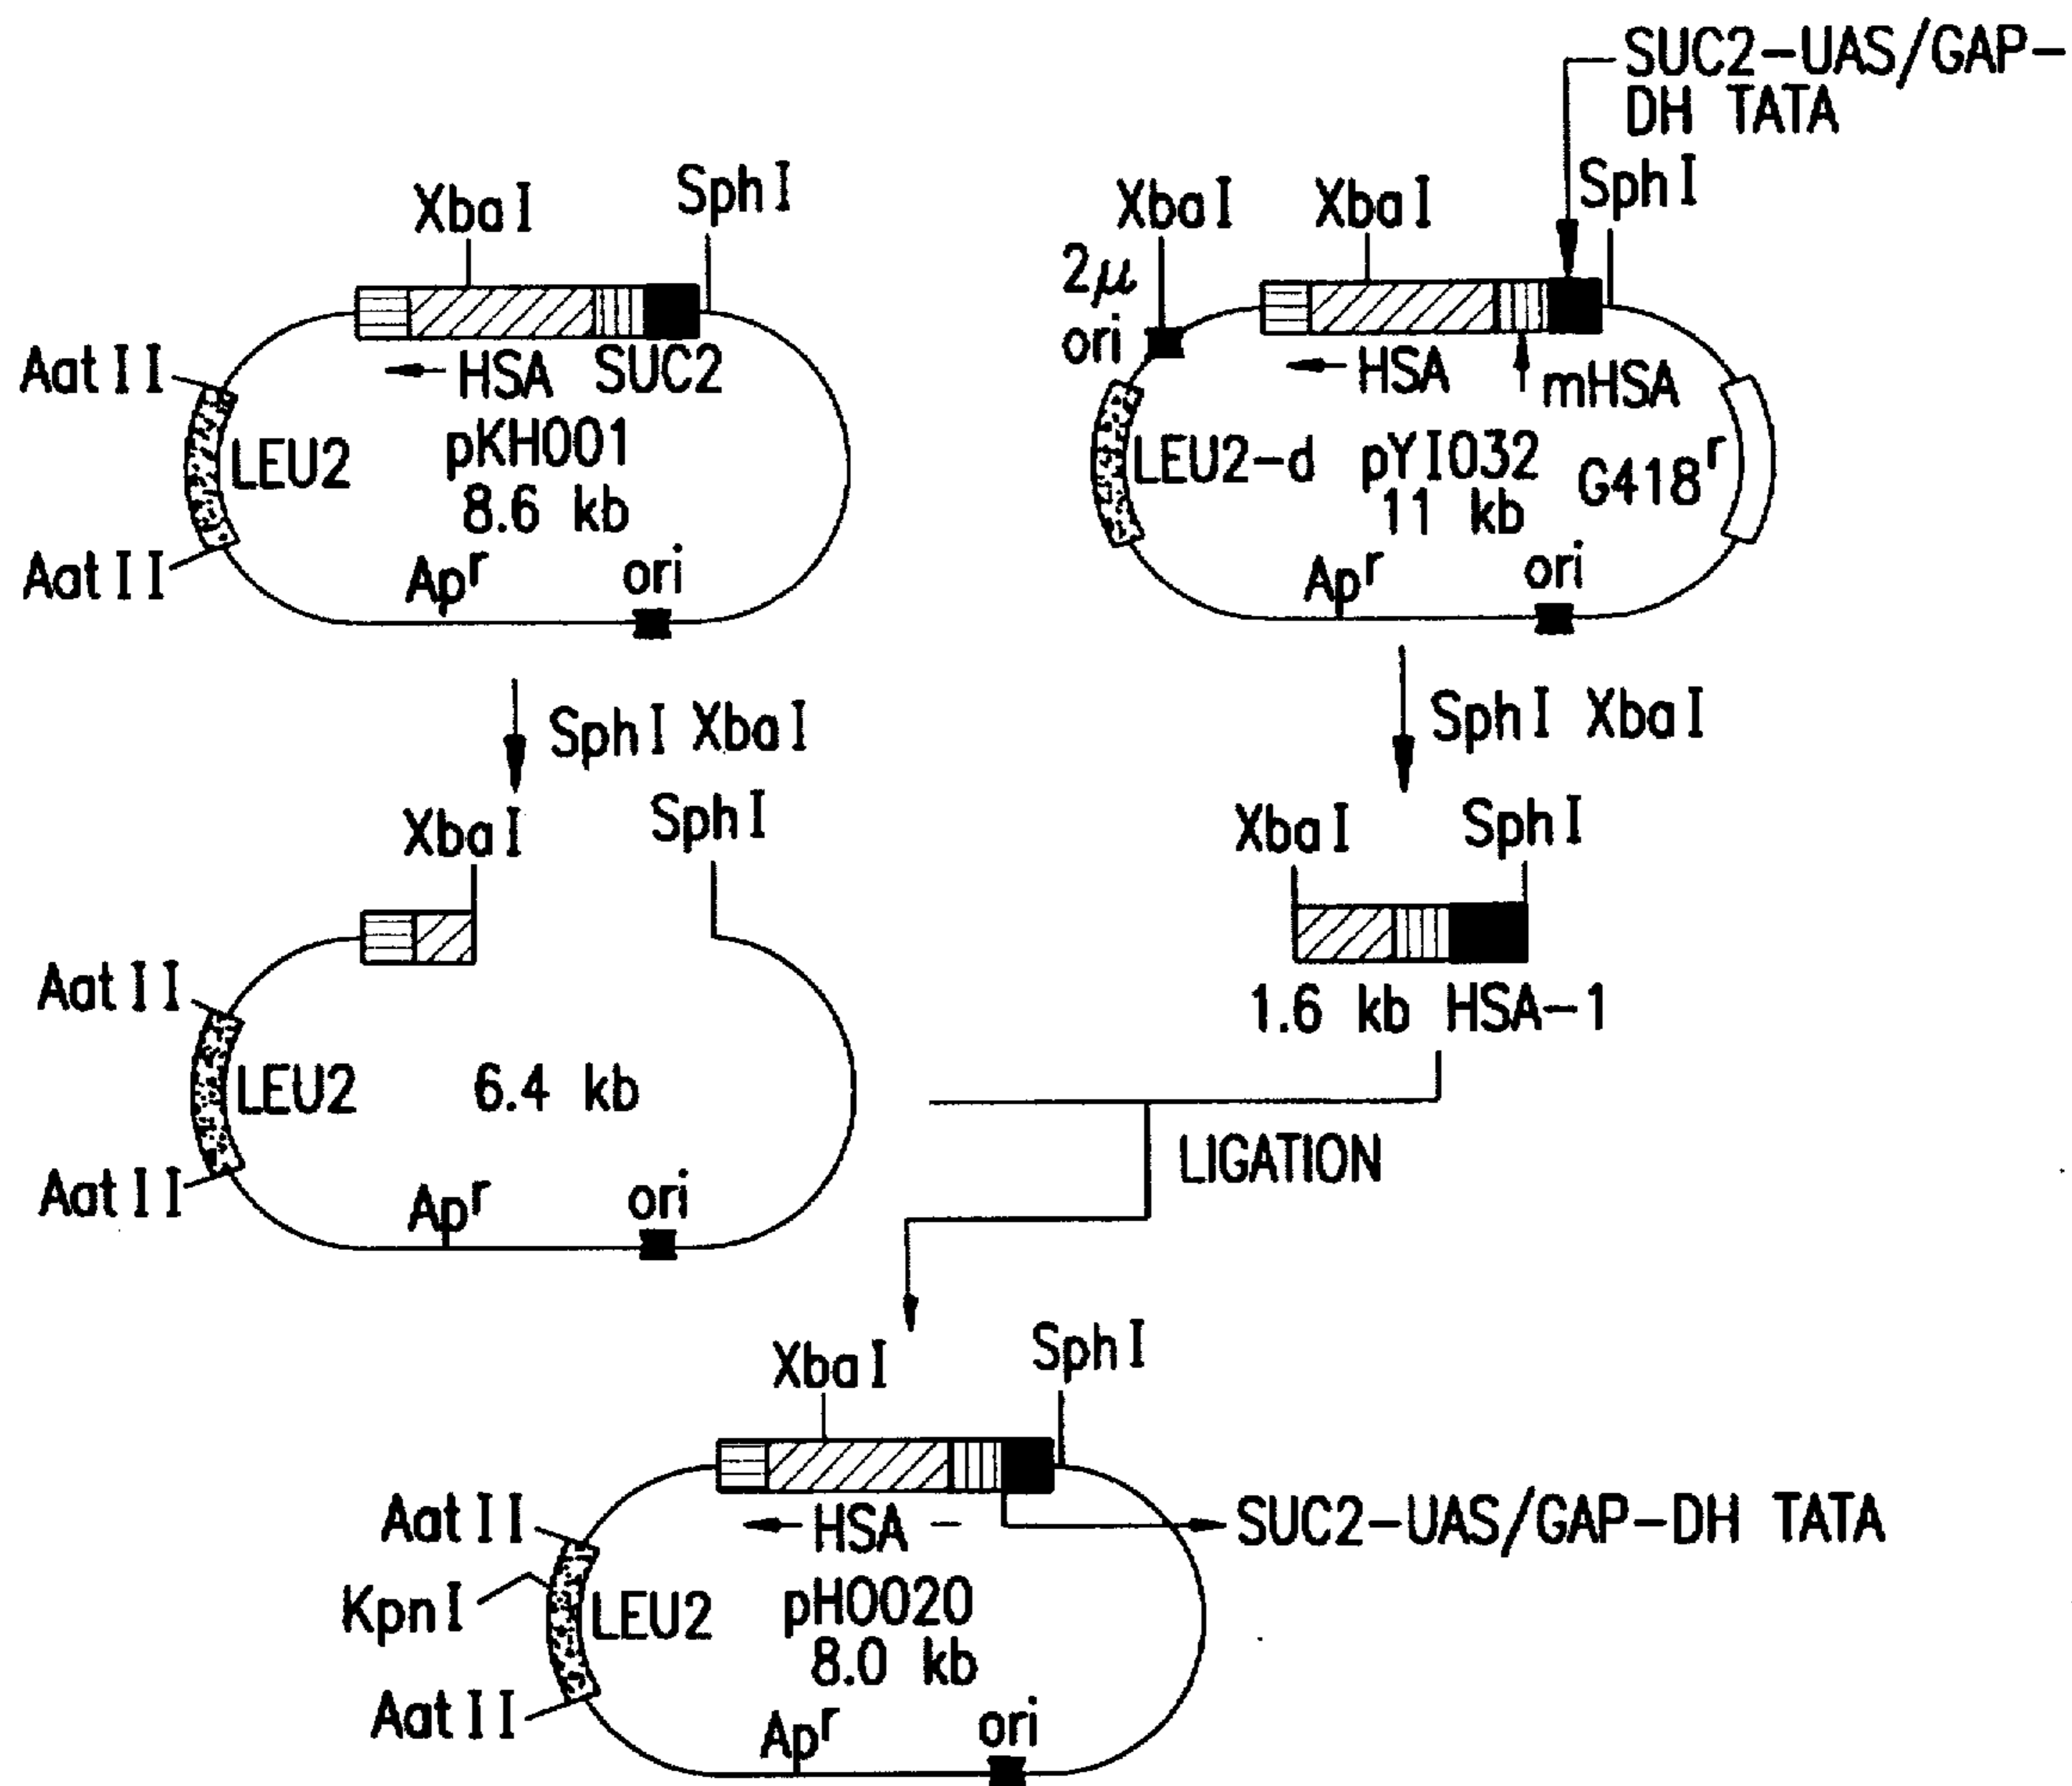 SUC2-UAS/GAP-
DH TATA
XbaI
SphI
AatII
HSA
SUC2
LEU2
pKH001
8.6 kb
AatII
Apr
ori
XbaI
XbaI
SphI
2μ
ori
HSA
mHSA
LEU2-d
pYI032
11 kb
G418r
Apr
ori
SphI XbaI
SphI XbaI
XbaI
SphI
AatII
LEU2
6.4 kb
AatII
Apr
ori
XbaI
SphI
1.6 kb HSA-1
LIGATION
XbaI
SphI
AatII
HSA
SUC2-UAS/GAP-DH TATA
KpnI
LEU2
pHO020
8.0 kb
AatII
Apr
ori